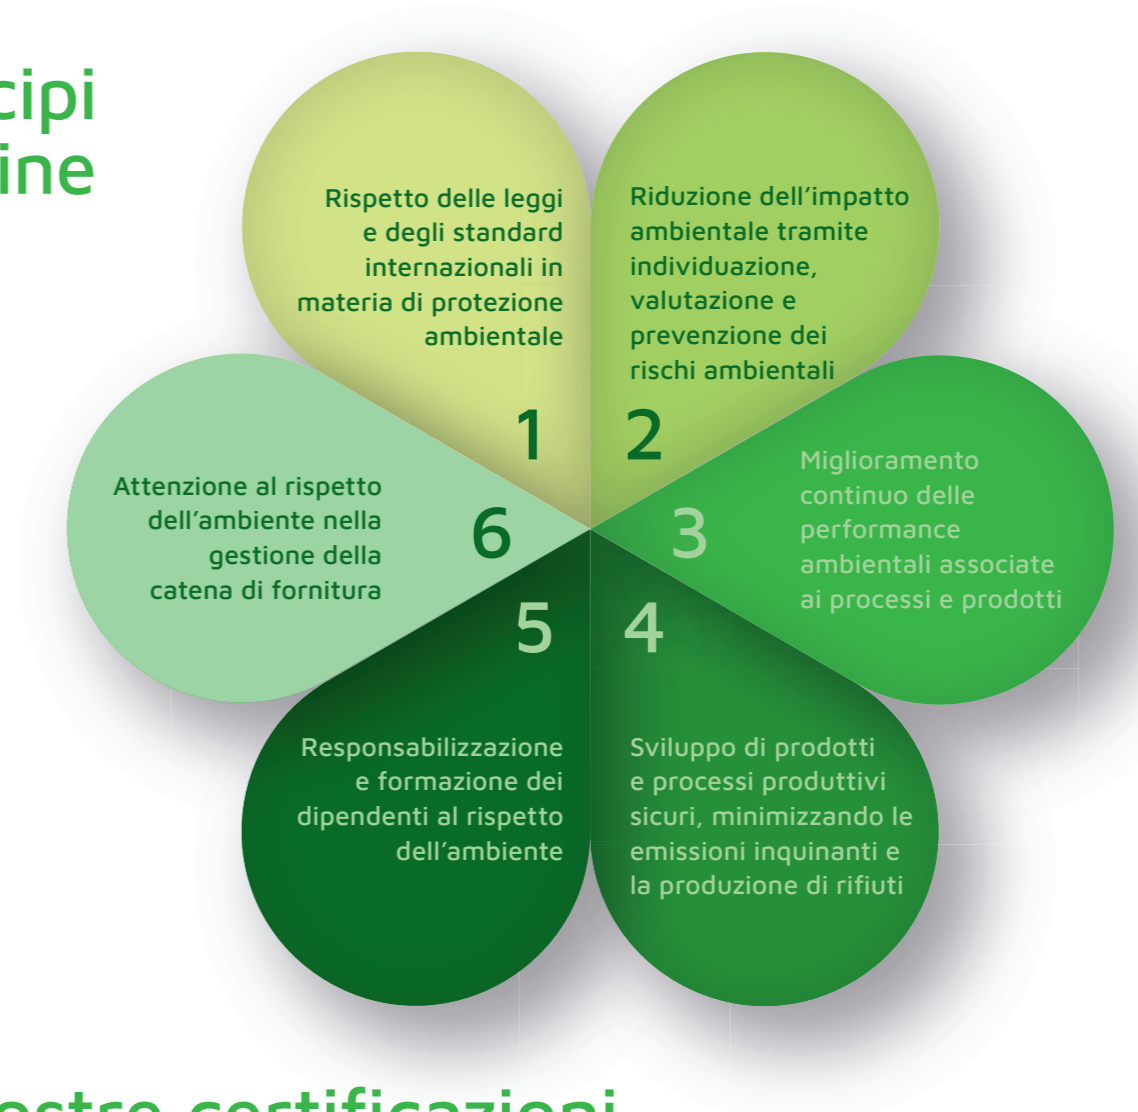 cipi
ine
Rispetto delle leggi
e degli standard
internazionali in
materia di protezione
ambientale
1
Riduzione dell’impatto
ambientale tramite
individuazione,
valutazione e
prevenzione dei
rischi ambientali
2
Miglioramento
continuo delle
performance
ambientali associate
ai processi e prodotti
3
Sviluppo di prodotti
e processi produttivi
sicuri, minimizzando le
emissioni inquinanti e
la produzione di rifiuti
4
Responsabilizzazione
e formazione dei
dipendenti al rispetto
dell’ambiente
5
Attenzione al rispetto
dell’ambiente nella
gestione della
catena di fornitura
6
ostre certificazioni